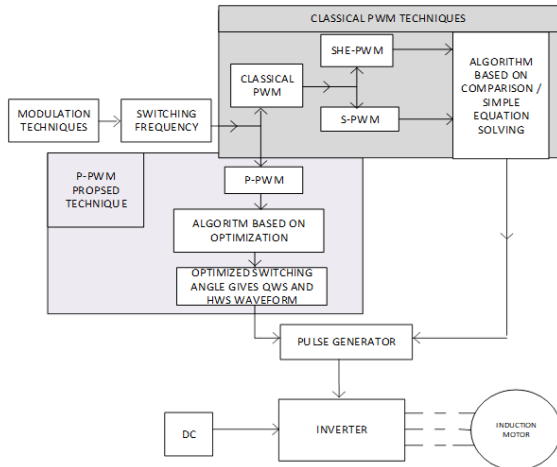 CLASSICAL PWM TECHNIQUES
SHE-PWM
ALGORITHM
BASED ON
COMPARISON /
SIMPLE
EQUATION
SOLVING
CLASSICAL
PWM
S-PWM
MODULATION
TECHNIQUES
SWITCHING
FREQUENCY
P-PWM
PROPSED
TECHNIQUE
P-PWM
ALGORITM BASED ON
OPTIMIZATION
OPTIMIZED SWITCHING
ANGLE GIVES QWS AND
HWS WAVEFORM
PULSE GENERATOR
DC
INVERTER
INDUCTION
MOTOR